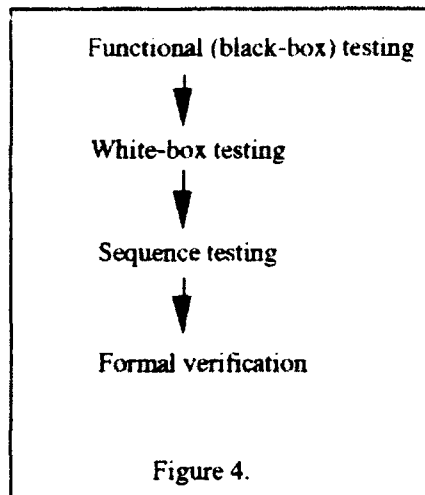 Functional (black-box) testing
White-box testing
Sequence testing
Formal verification
Figure 4.